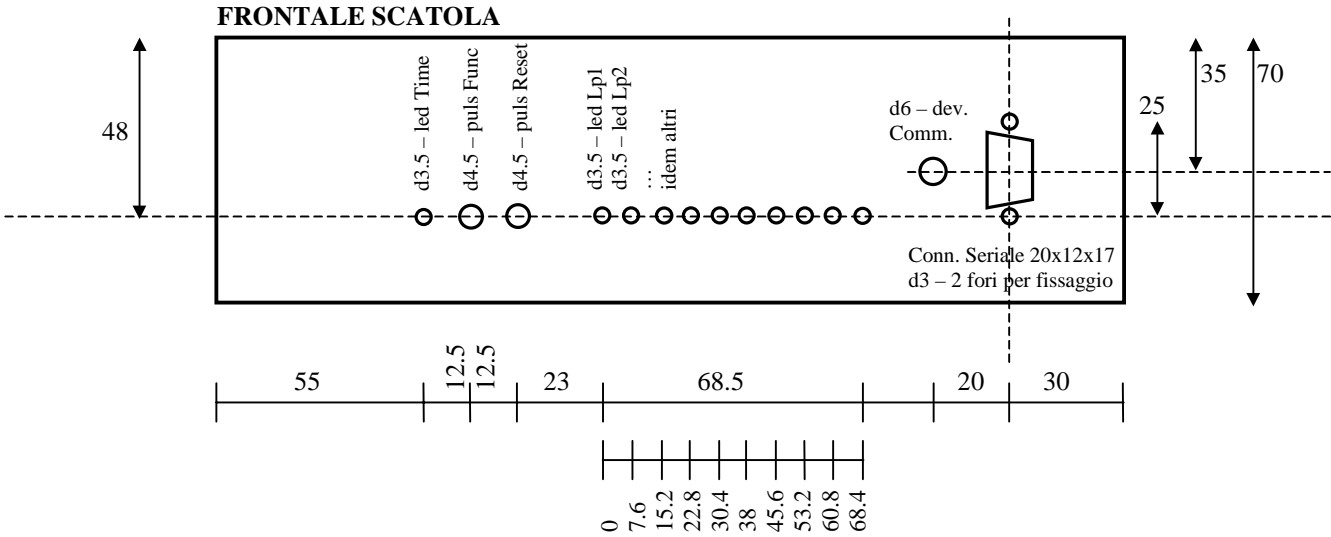 FRONTALE SCATOLA
48
d3.5 – led Time
d4.5 – puls Func
d4.5 – puls Reset
d3.5 – led Lp1
d3.5 – led Lp2
…
idem altri
d6 – dev.
Comm.
25
35
70
Conn. Seriale 20x12x17
d3 – 2 fori per fissaggio
55
12.5
12.5
23
68.5
20
30
0
7.6
15.2
22.8
30.4
38
45.6
53.2
60.8
68.4